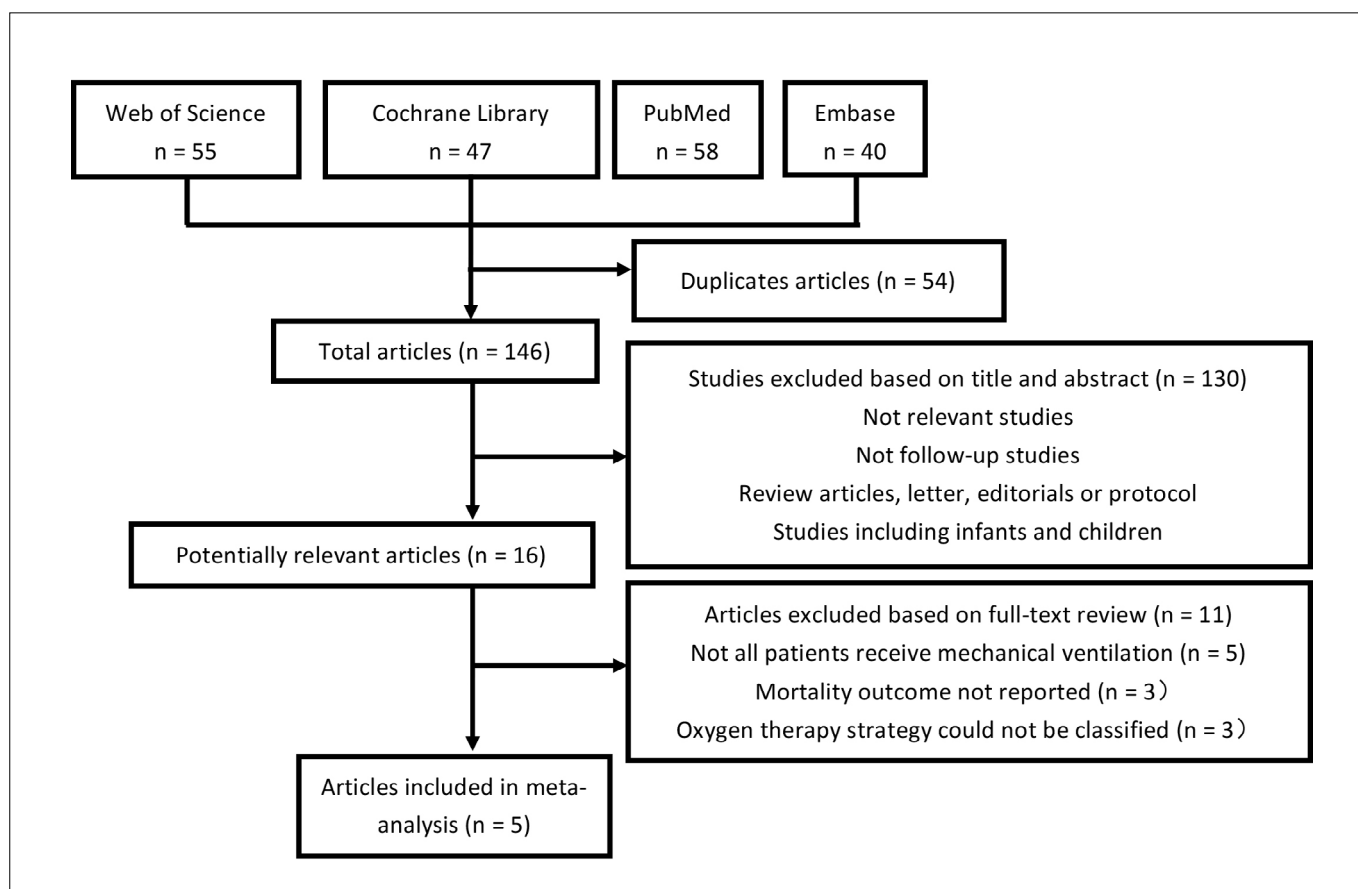 Web of Science
n = 55
Cochrane Library
n = 47
PubMed
n = 58
Embase
n = 40
Duplicates articles (n = 54)
Total articles (n = 146)
Studies excluded based on title and abstract (n = 130)
Not relevant studies
Not follow-up studies
Review articles, letter, editorials or protocol
Studies including infants and children
Potentially relevant articles (n = 16)
Articles excluded based on full-text review (n = 11)
Not all patients receive mechanical ventilation (n = 5)
Mortality outcome not reported (n = 3）
Oxygen therapy strategy could not be classified (n = 3）
Articles included in meta-
analysis (n = 5)